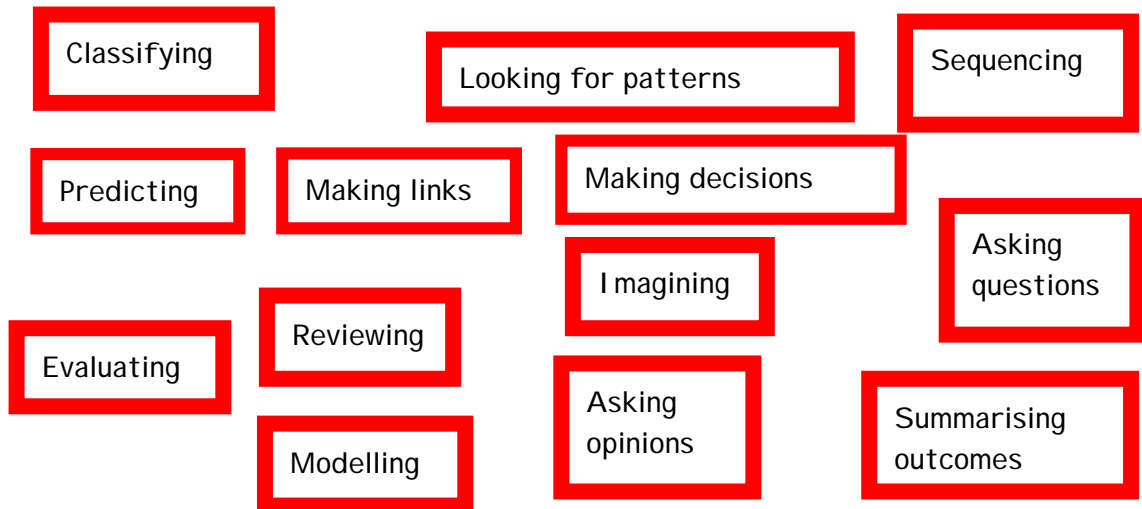 Classifying
Looking for patterns
Sequencing
Predicting
Making links
Making decisions
Asking
questions
Imagining
Reviewing
Evaluating
Asking
opinions
Summarising
outcomes
Modelling